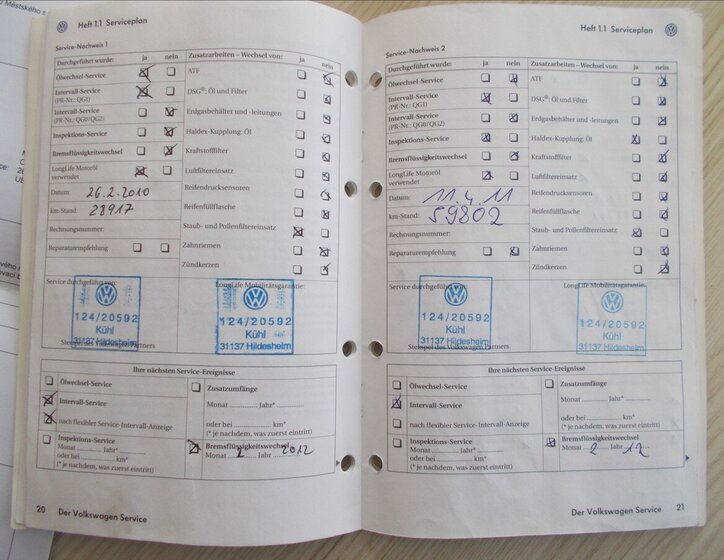 Městského s
Heft 1.1 Serviceplan
Service-Nachweis 1
Durchgeführt wurde: ja nein
Ölwechsel-Service
Intervall-Service
(PR-Nr.: QG1)
Intervall-Service
(PR-Nr.: QG0/QG2)
Inspektions-Service
Bremsflüssigkeitswechsel
LongLife Motoröl
verwendet
Datum: 26.2.2010
km-Stand: 28917
Rechnungsnummer:
Reparaturempfehlung
Zusatzarbeiten – Wechsel von: ja nein
ATF
DSG®: Öl und Filter
Erdgasbehälter und -leitungen
Haldex-Kupplung: Öl
Kraftstofffilter
Luftfiltereinsatz
Reifendrucksensoren
Reifenfüllflasche
Staub- und Pollenfiltereinsatz
Zahnriemen
Zündkerzen
Service durchgeführt von:
LongLife Mobilitätsgarantie:
124/20592
Kühl
31137 Hildesheim
Stempel des Volkswagen Partners
124/20592
Kühl
31137 Hildesheim
Ihre nächsten Service-Ereignisse
Ölwechsel-Service
Intervall-Service
nach flexibler Service-Intervall-Anzeige
Inspektions-Service
Monat ............ Jahr*
oder bei ............ km*
(* je nachdem, was zuerst eintritt)
Zusatzumfänge
Monat ............ Jahr*
oder bei ............ km*
(* je nachdem, was zuerst eintritt)
Bremsflüssigkeitswechsel
Monat 2 Jahr 2012
20 Der Volkswagen Service
Heft 1.1 Serviceplan
Service-Nachweis 2
Durchgeführt wurde: ja nein
Ölwechsel-Service
Intervall-Service
(PR-Nr.: QG1)
Intervall-Service
(PR-Nr.: QG0/QG2)
Inspektions-Service
Bremsflüssigkeitswechsel
LongLife Motoröl
verwendet
Datum: 11.4.11
km-Stand: 59802
Rechnungsnummer:
Reparaturempfehlung
Zusatzarbeiten – Wechsel von: ja nein
ATF
DSG®: Öl und Filter
Erdgasbehälter und -leitungen
Haldex-Kupplung: Öl
Kraftstofffilter
Luftfiltereinsatz
Reifendrucksensoren
Reifenfüllflasche
Staub- und Pollenfiltereinsatz
Zahnriemen
Zündkerzen
Service durchgeführt von:
LongLife Mobilitätsgarantie:
124/20592
Kühl
31137 Hildesheim
Stempel des Volkswagen Partners
124/20592
Kühl
31137 Hildesheim
Ihre nächsten Service-Ereignisse
Ölwechsel-Service
Intervall-Service
nach flexibler Service-Intervall-Anzeige
Inspektions-Service
Monat ............ Jahr*
oder bei ............ km*
(* je nachdem, was zuerst eintritt)
Zusatzumfänge
Monat ............ Jahr*
oder bei ............ km*
(* je nachdem, was zuerst eintritt)
Bremsflüssigkeitswechsel
Monat 2 Jahr 12
Der Volkswagen Service 21